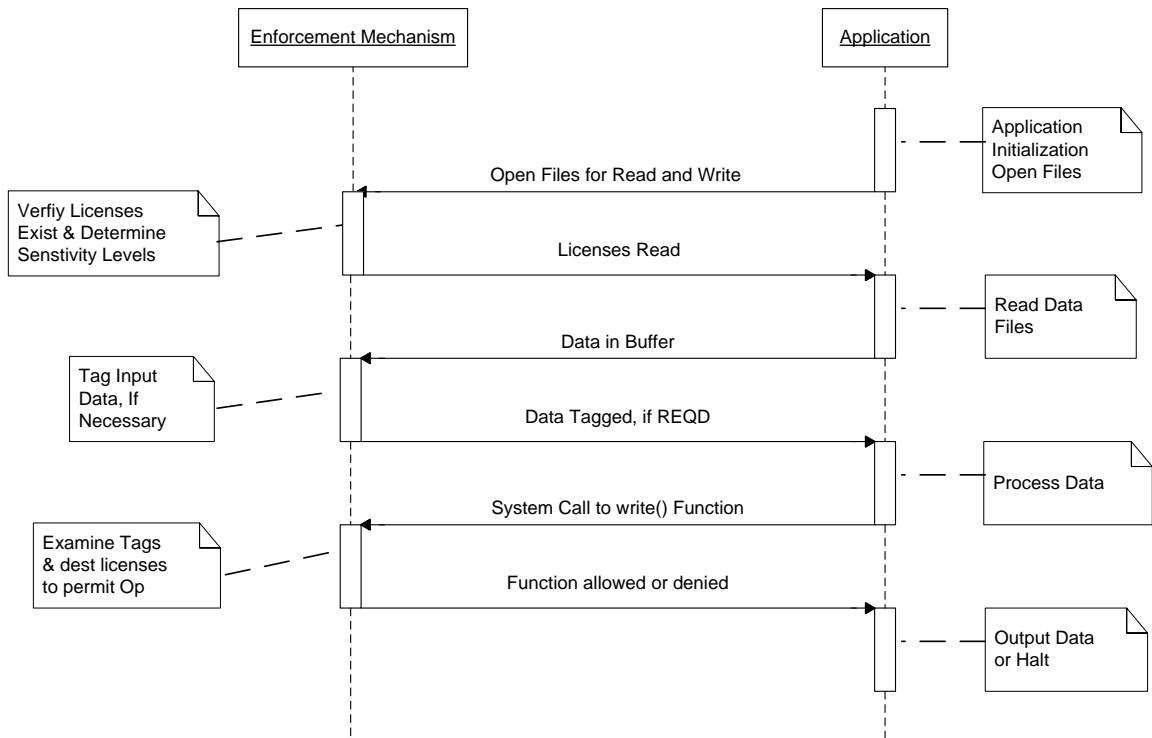 Enforcement Mechanism
Application
Application
Initialization
Open Files
Open Files for Read and Write
Verfiy Licenses
Exist & Determine
Senstivity Levels
Licenses Read
Read Data
Files
Data in Buffer
Tag Input
Data, If
Necessary
Data Tagged, if REQD
Process Data
System Call to write() Function
Examine Tags
& dest licenses
to permit Op
Function allowed or denied
Output Data
or Halt